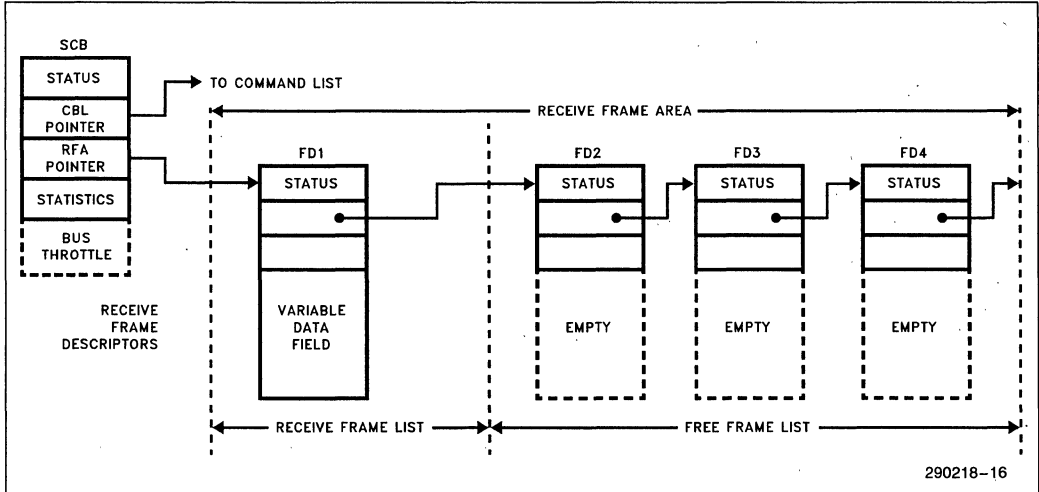 SCB
STATUS
CBL
POINTER
RFA
POINTER
STATISTICS
BUS
THROTTLE
TO COMMAND LIST
RECEIVE FRAME AREA
RECEIVE
FRAME
DESCRIPTORS
FD1
STATUS
VARIABLE
DATA
FIELD
FD2
STATUS
EMPTY
FD3
STATUS
EMPTY
FD4
STATUS
EMPTY
RECEIVE FRAME LIST
FREE FRAME LIST
290218-16